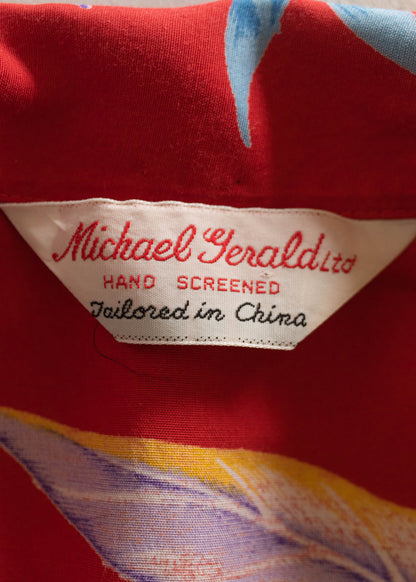 Michael Gerald Ltd
HAND SCREENED
Tailored in China